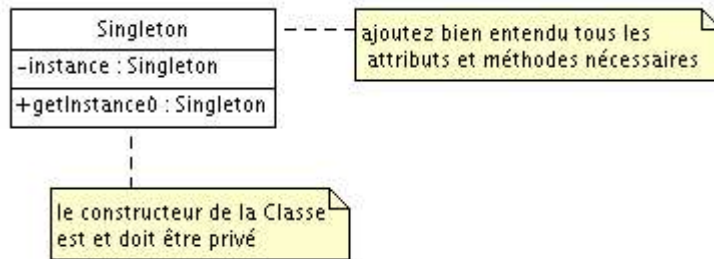 Singleton
-instance : Singleton
+getInstance() : Singleton
ajoutez bien entendu tous les
attributs et méthodes nécessaires
le constructeur de la Classe
est et doit être privé